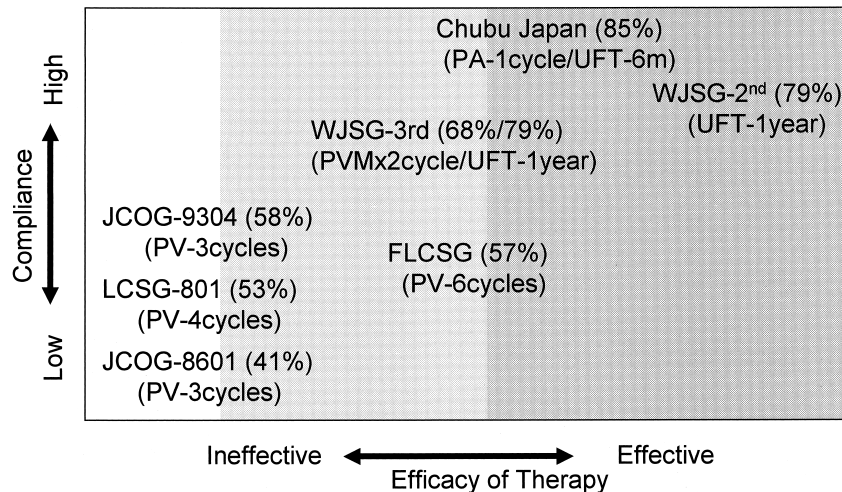 Chubu Japan (85%)
(PA-1cycle/UFT-6m)
WJSG-2nd (79%)
(UFT-1year)
WJSG-3rd (68%/79%)
(PVMx2cycle/UFT-1year)
JCOG-9304 (58%)
(PV-3cycles)
FLCSG (57%)
(PV-6cycles)
LCSG-801 (53%)
(PV-4cycles)
JCOG-8601 (41%)
(PV-3cycles)
High
Compliance
Low
Ineffective
Effective
Efficacy of Therapy